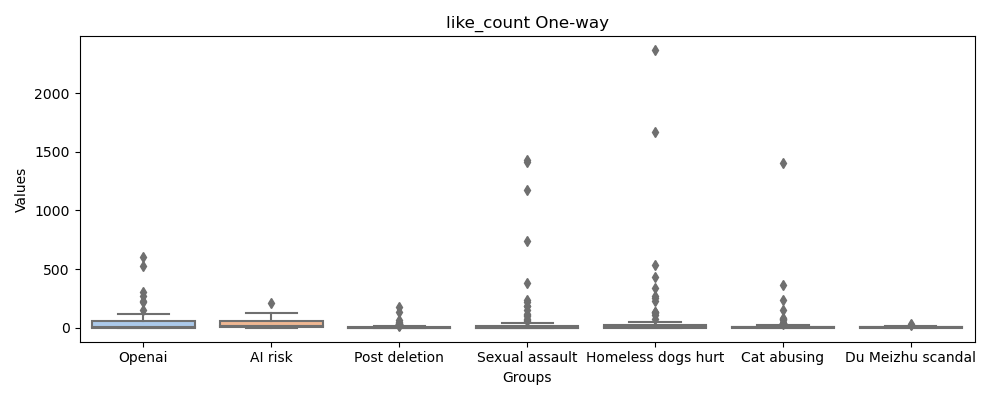 like_count One-way
Values
2000
1500
1000
500
0
Openai
AI risk
Post deletion
Sexual assault
Homeless dogs hurt
Cat abusing
Du Meizhu scandal
Groups